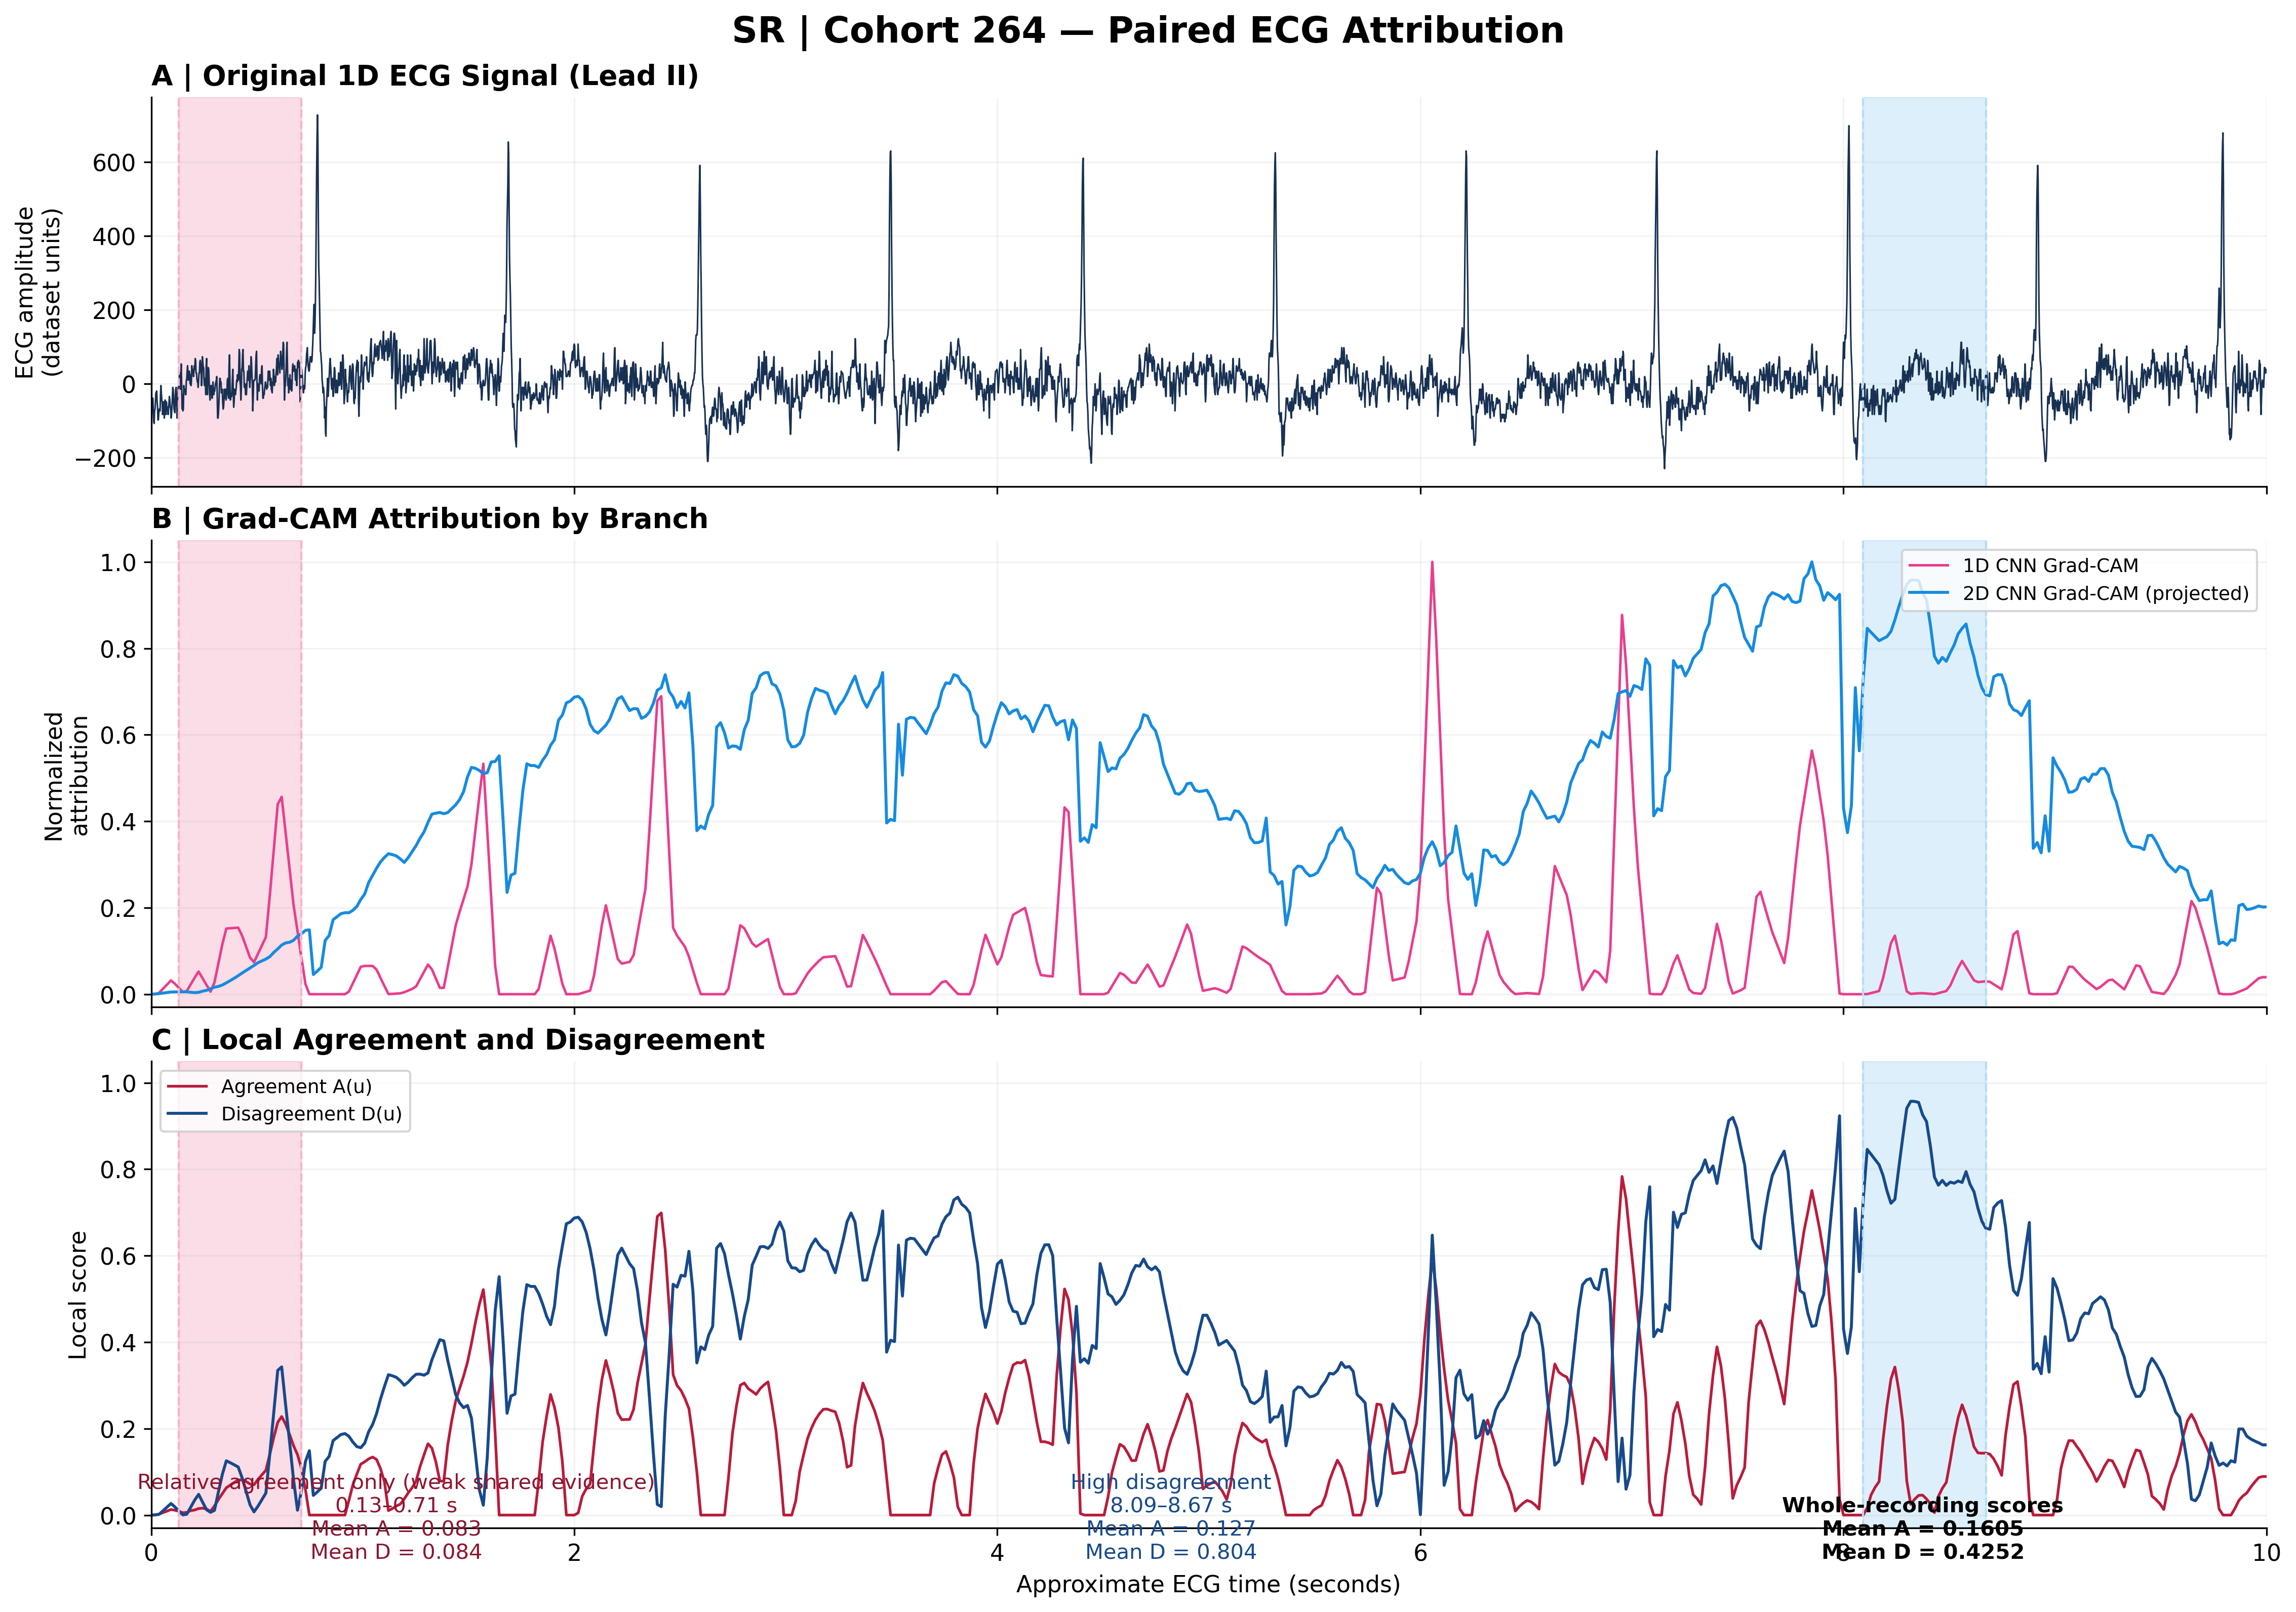 SR | Cohort 264 — Paired ECG Attribution
A | Original 1D ECG Signal (Lead II)
ECG amplitude
(dataset units)
600
400
200
0
−200
B | Grad-CAM Attribution by Branch
Normalized
attribution
1.0
0.8
0.6
0.4
0.2
0.0
1D CNN Grad-CAM
2D CNN Grad-CAM (projected)
C | Local Agreement and Disagreement
Local score
1.0
0.8
0.6
0.4
0.2
0.0
Agreement A(u)
Disagreement D(u)
Relative agreement only (weak shared evidence)
0.13–0.71 s
Mean A = 0.083
Mean D = 0.084
High disagreement
8.09–8.67 s
Mean A = 0.127
Mean D = 0.804
Whole-recording scores
Mean A = 0.1605
Mean D = 0.4252
0
2
4
6
8
10
Approximate ECG time (seconds)